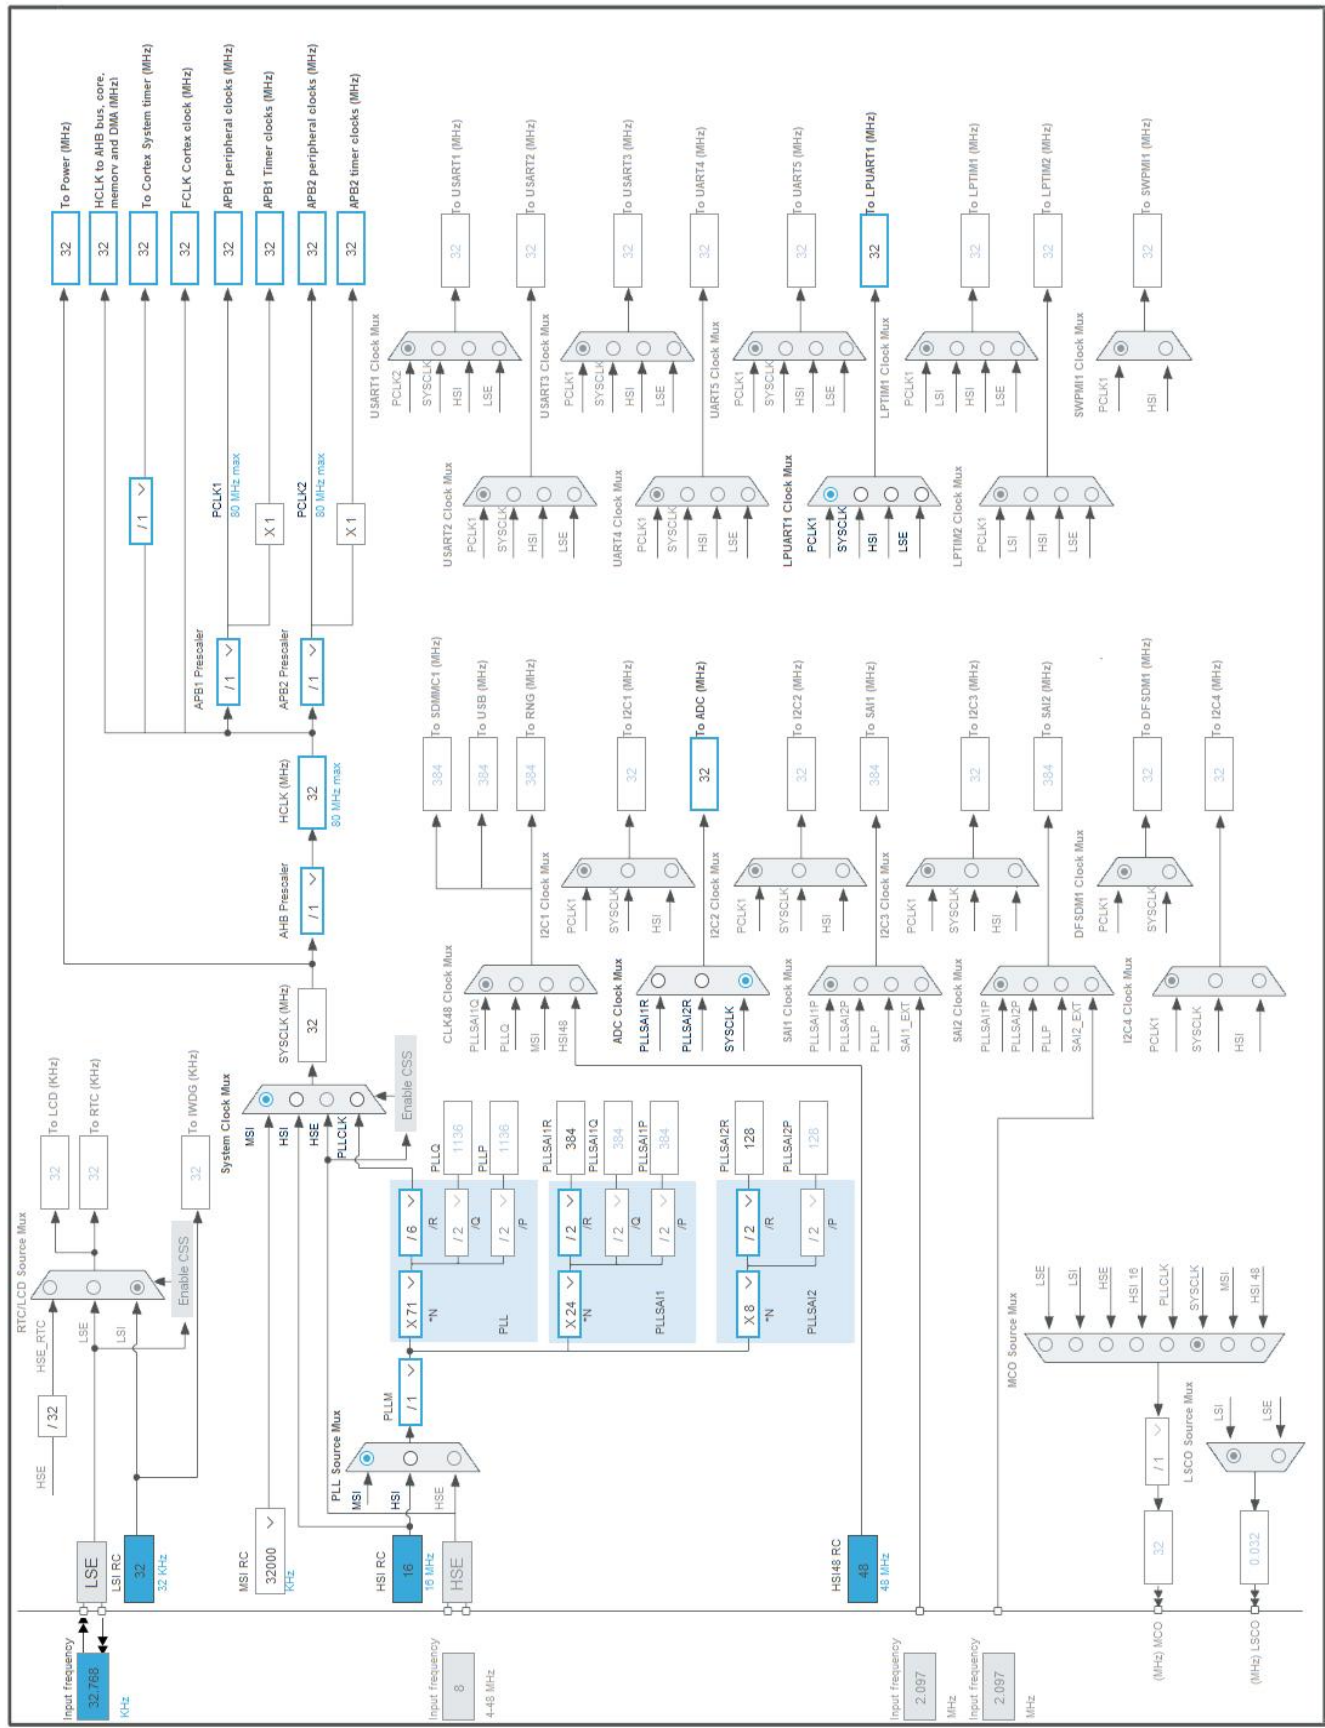 Input frequency
32.768
KHz
LSE
LSI RC
32
32 KHz
HSE
/ 32
HSE_RTC
LSE
LSI
RTC/LCD Source Mux
Enable CSS
32
To LCD (KHz)
32
To RTC (KHz)
32
To IWDG (KHz)
MSI RC
32000
KHz
HSI RC
16
16 MHz
Input frequency
8
4-48 MHz
HSE
PLL Source Mux
MSI
HSI
HSE
PLLM
/ 1
X 71
*N
PLL
/ 6
/R
/ 2
/Q
/ 2
/P
PLLQ
1136
PLLP
1136
X 24
*N
PLLSAI1
/ 2
/R
/ 2
/Q
/ 2
/P
PLLSAI1R
384
PLLSAI1Q
384
PLLSAI1P
384
X 8
*N
PLLSAI2
/ 2
/R
/ 2
/P
PLLSAI2R
128
PLLSAI2P
128
System Clock Mux
MSI
HSI
HSE
PLLCLK
Enable CSS
SYSCLK (MHz)
32
AHB Prescaler
/ 1
HCLK (MHz)
32
80 MHz max
APB1 Prescaler
/ 1
APB2 Prescaler
/ 1
/ 1
PCLK1
80 MHz max
X 1
PCLK2
80 MHz max
X 1
32
To Power (MHz)
32
HCLK to AHB bus, core,
memory and DMA (MHz)
32
To Cortex System timer (MHz)
32
FCLK Cortex clock (MHz)
32
APB1 peripheral clocks (MHz)
32
APB1 Timer clocks (MHz)
32
APB2 peripheral clocks (MHz)
32
APB2 timer clocks (MHz)
HSI48 RC
48
48 MHz
Input frequency
2.097
MHz
Input frequency
2.097
MHz
CLK48 Clock Mux
PLLSAI1Q
PLLQ
MSI
HSI48
384
To SDMMC1 (MHz)
384
To USB (MHz)
384
To RNG (MHz)
I2C1 Clock Mux
PCLK1
SYSCLK
HSI
32
To I2C1 (MHz)
ADC Clock Mux
PLLSAI1R
PLLSAI2R
SYSCLK
32
To ADC (MHz)
I2C2 Clock Mux
PCLK1
SYSCLK
HSI
32
To I2C2 (MHz)
SAI1 Clock Mux
PLLSAI1P
PLLSAI2P
PLLP
SAI1_EXT
384
To SAI1 (MHz)
I2C3 Clock Mux
PCLK1
SYSCLK
HSI
32
To I2C3 (MHz)
SAI2 Clock Mux
PLLSAI1P
PLLSAI2P
PLLP
SAI2_EXT
384
To SAI2 (MHz)
DFSDM1 Clock Mux
PCLK1
SYSCLK
32
To DFSDM1 (MHz)
I2C4 Clock Mux
PCLK1
SYSCLK
HSI
32
To I2C4 (MHz)
USART1 Clock Mux
PCLK2
SYSCLK
HSI
LSE
32
To USART1 (MHz)
USART2 Clock Mux
PCLK1
SYSCLK
HSI
LSE
32
To USART2 (MHz)
USART3 Clock Mux
PCLK1
SYSCLK
HSI
LSE
32
To USART3 (MHz)
UART4 Clock Mux
PCLK1
SYSCLK
HSI
LSE
32
To UART4 (MHz)
UART5 Clock Mux
PCLK1
SYSCLK
HSI
LSE
32
To UART5 (MHz)
LPUART1 Clock Mux
PCLK1
SYSCLK
HSI
LSE
32
To LPUART1 (MHz)
LPTIM1 Clock Mux
PCLK1
LSI
HSI
LSE
32
To LPTIM1 (MHz)
LPTIM2 Clock Mux
PCLK1
LSI
HSI
LSE
32
To LPTIM2 (MHz)
SWPMI1 Clock Mux
PCLK1
HSI
32
To SWPMI1 (MHz)
MCO Source Mux
LSE
LSI
HSE
HSI 16
PLLCLK
SYSCLK
MSI
HSI 48
/ 1
32
(MHz) MCO
LSCO Source Mux
LSI
LSE
0.032
(MHz) LSCO